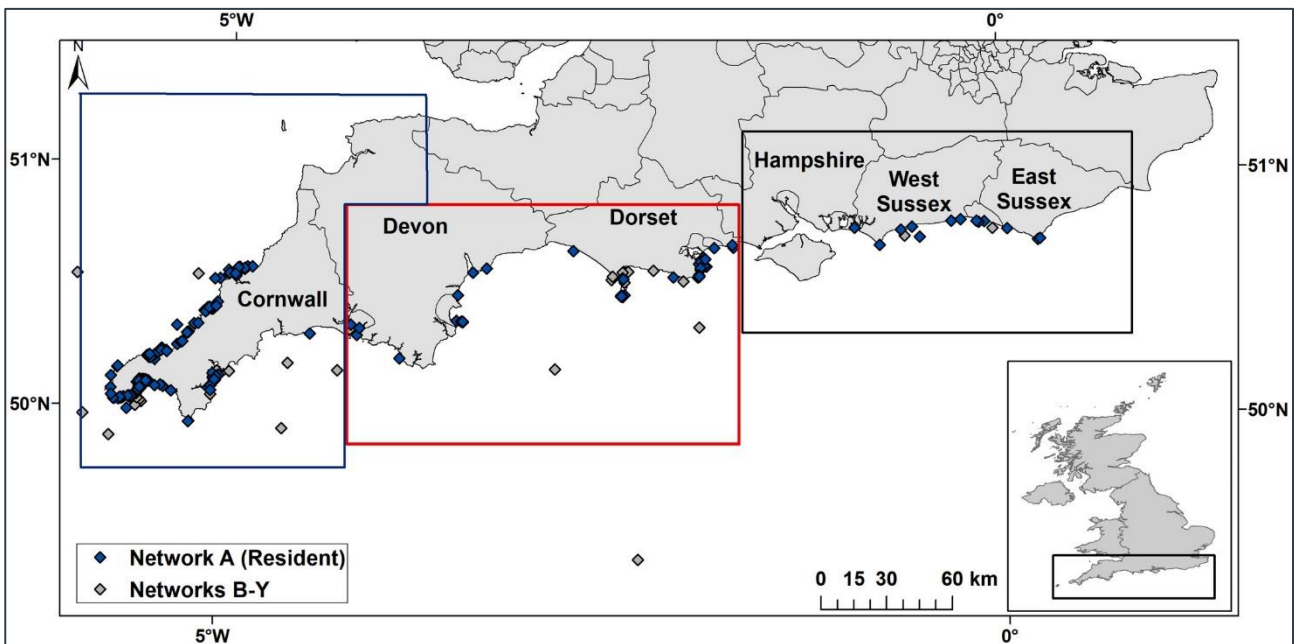 5°W 0°
N
51°N 51°N
Hampshire
West
Sussex
East
Sussex
Devon
Dorset
Cornwall
50°N 50°N
Network A (Resident)
Networks B-Y
0 15 30 60 km
5°W 0°